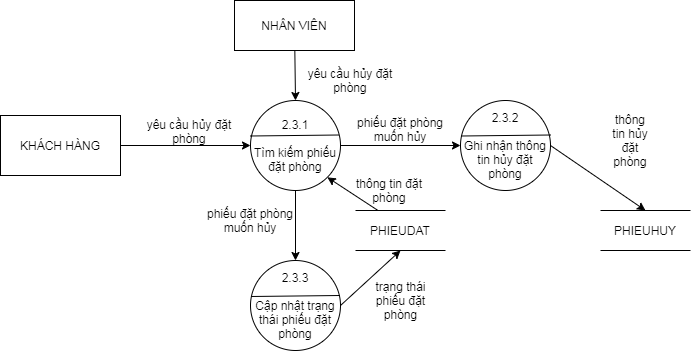 NHÂN VIÊN
yêu cầu hủy đặt
phòng
KHÁCH HÀNG
yêu cầu hủy đặt
phòng
2.3.1
Tìm kiếm phiếu
đặt phòng
phiếu đặt phòng
muốn hủy
2.3.2
Ghi nhận thông
tin hủy đặt
phòng
thông
tin hủy
đặt
phòng
thông tin đặt
phòng
phiếu đặt phòng
muốn hủy
PHIEUDAT
PHIEUHUY
2.3.3
Cập nhật trạng
thái phiếu đặt
phòng
trạng thái
phiếu đặt
phòng